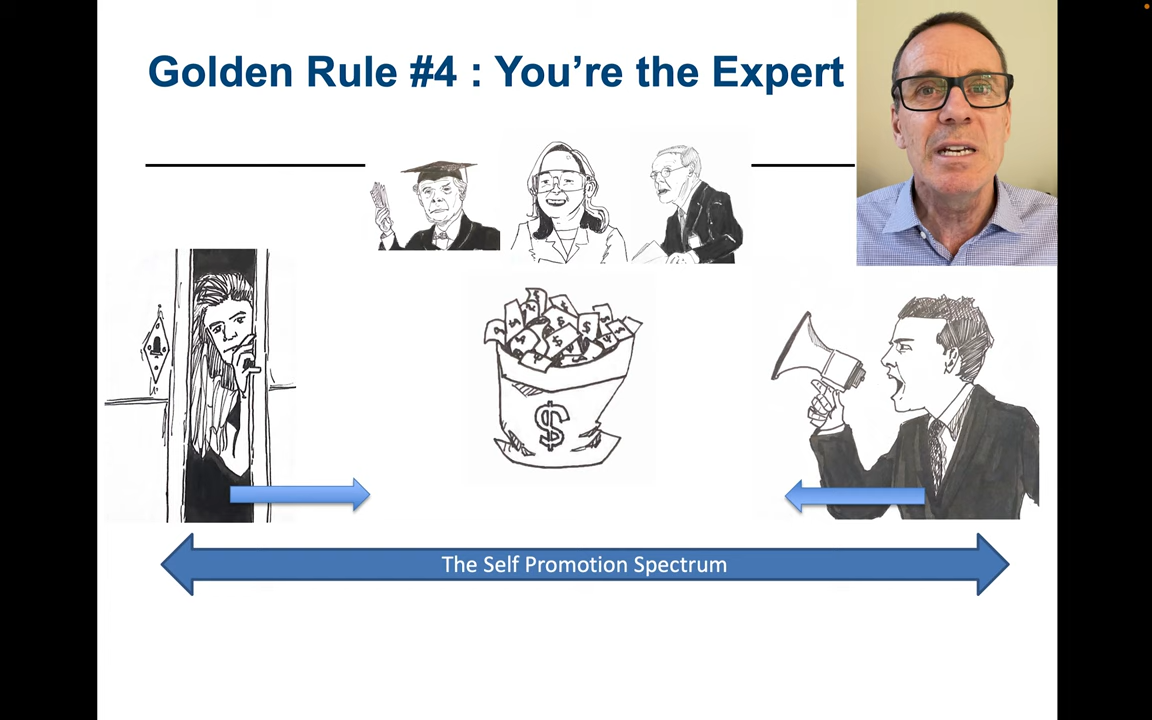 Golden Rule #4 : You're the Expert
$
The Self Promotion Spectrum